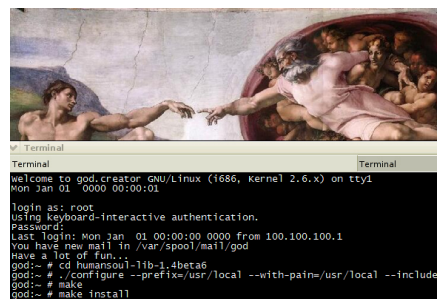 Terminal
Terminal
Terminal
Welcome to god.creator GNU/Linux (i686, Kernel 2.6.x) on tty1
Mon Jan 01  0000 00:00:01
login as: root
Using keyboard-interactive authentication.
Password:
Last login: Mon Jan  01 00:00:00 0000 from 100.100.100.1
You have new mail in /var/spool/mail/god
Have a lot of fun...
god:~ # cd humansoul-lib-1.4beta6
god:~ # ./configure --prefix=/usr/local --with-pain=/usr/local --include
god:~ # make
god:~ # make install